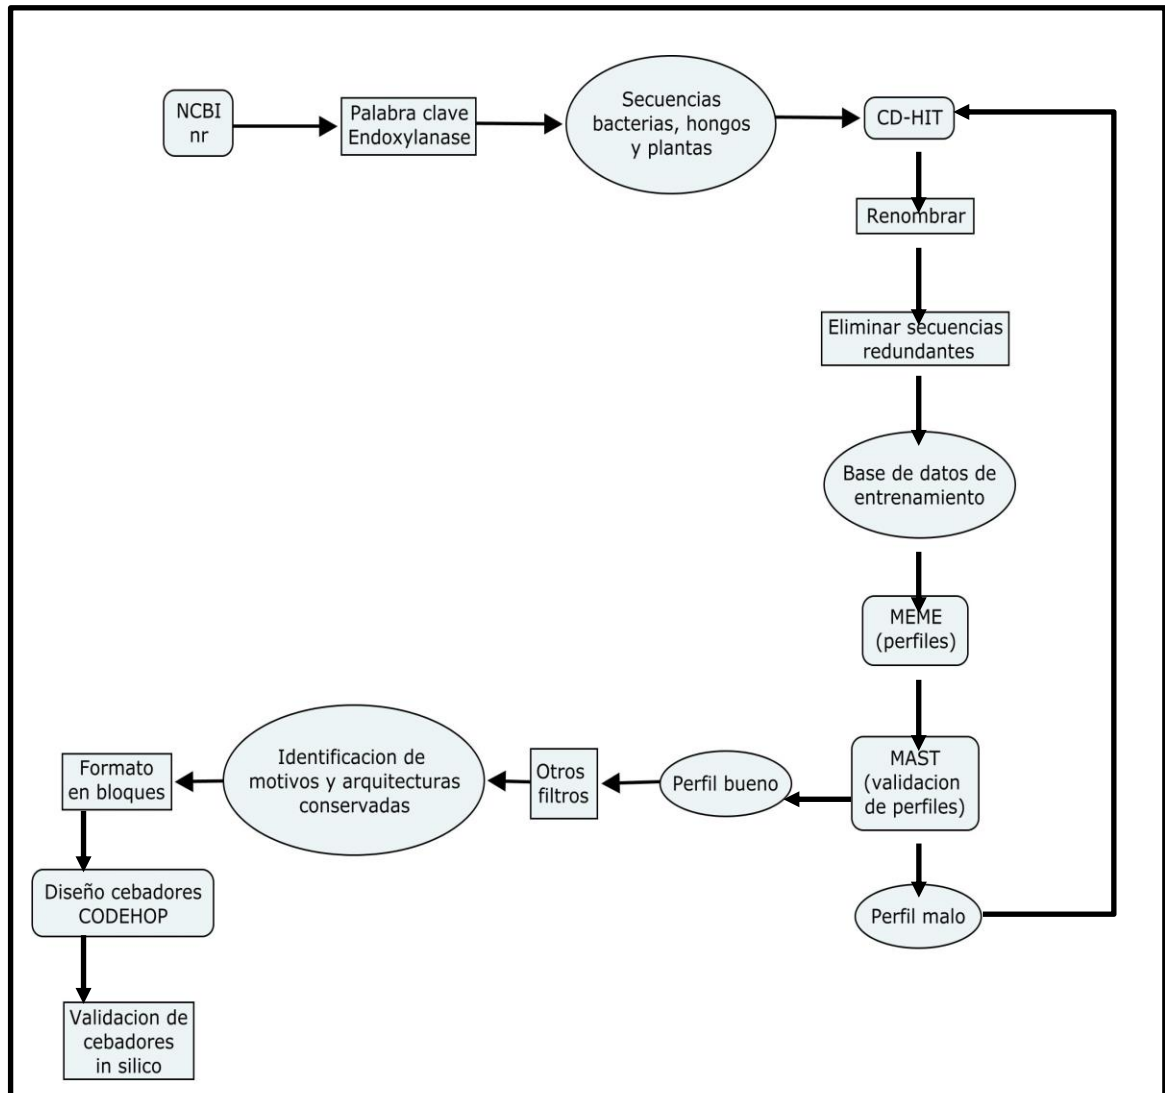 NCBI
nr
Palabra clave
Endoxylanase
Secuencias
bacterias, hongos
y plantas
CD-HIT
Renombrar
Eliminar secuencias
redundantes
Base de datos de
entrenamiento
MEME
(perfiles)
MAST
(validacion
de perfiles)
Perfil bueno
Otros
filtros
Identificacion de
motivos y arquitecturas
conservadas
Formato
en bloques
Perfil malo
Diseño cebadores
CODEHOP
Validacion de
cebadores
in silico